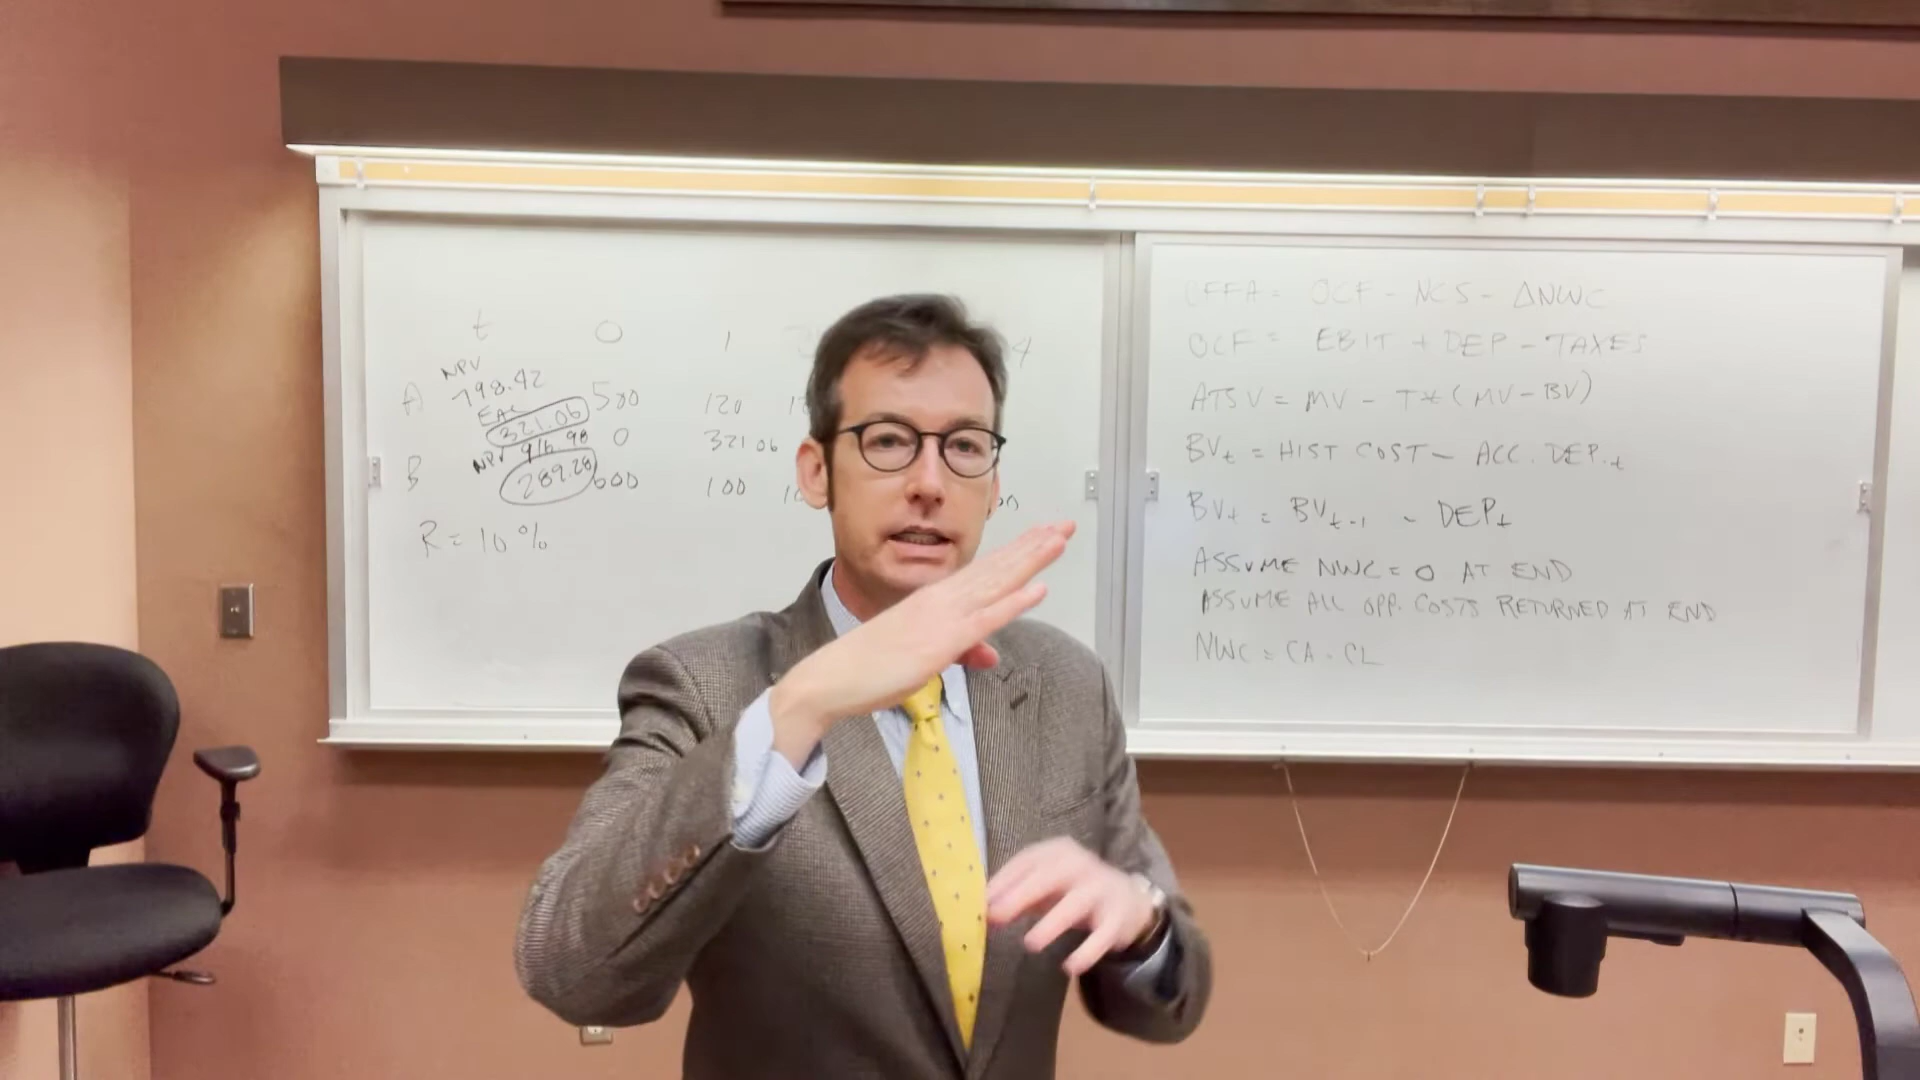 t 0 1 4
NPV
A 798.42 500 120
EAC
321.06
0 321.06
NPV 916.98
B 289.28 600 100
R = 10%
CFFA = OCF - NCS - ΔNWC
OCF = EBIT + DEP - TAXES
ATSV = MV - T*(MV - BV)
BVt = HIST COST - ACC. DEP.t
BVt = BVt-1 - DEPt
ASSUME NWC = 0 AT END
ASSUME ALL OPP. COSTS RETURNED AT END
NWC = CA - CL